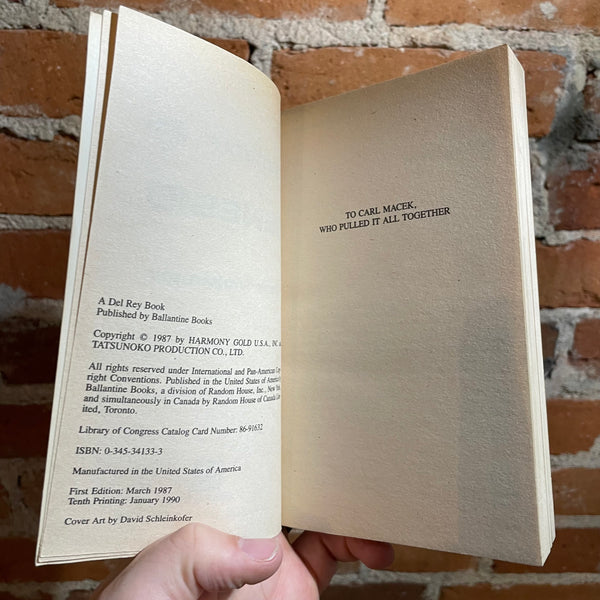 A Del Rey Book
Published by Ballantine Books
Copyright © 1987 by HARMONY GOLD U.S.A., IN
TATSUNOKO PRODUCTION CO., LTD.
All rights reserved under International and Pan-American Cop
right Conventions. Published in the United States of America
Ballantine Books, a division of Random House, Inc., New
and simultaneously in Canada by Random House of Canada
ited, Toronto.
Library of Congress Catalog Card Number: 86-91632
ISBN: 0-345-34133-3
Manufactured in the United States of America
First Edition: March 1987
Tenth Printing: January 1990
Cover Art by David Schleinkofer
TO CARL MACEK,
WHO PULLED IT ALL TOGETHER